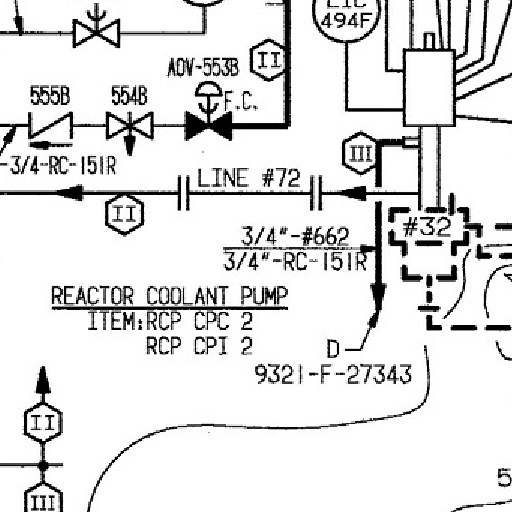 494F
II
AOV-553B
555B
554B
F.C.
III
-3/4-RC-151R
LINE #72
II
#32
3/4"-#662
3/4"-RC-151R
REACTOR COOLANT PUMP
ITEM:RCP CPC 2
RCP CPI 2
D
9321-F-27343
II
III
5